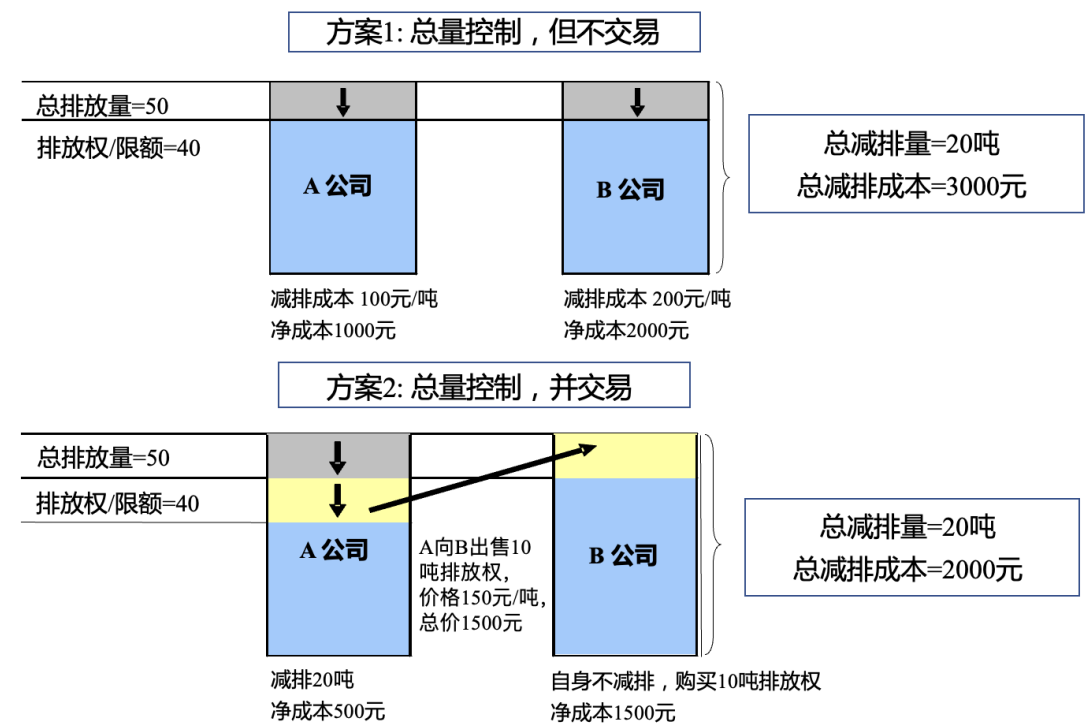 方案1: 总量控制，但不交易
总排放量=50
排放权/限额=40
A 公司
B 公司
总减排量=20吨
总减排成本=3000元
减排成本 100元/吨
净成本1000元
减排成本 200元/吨
净成本2000元
方案2: 总量控制，并交易
总排放量=50
排放权/限额=40
A 公司
A向B出售10
吨排放权，
价格150元/吨，
总价1500元
B 公司
总减排量=20吨
总减排成本=2000元
减排20吨
净成本500元
自身不减排，购买10吨排放权
净成本1500元